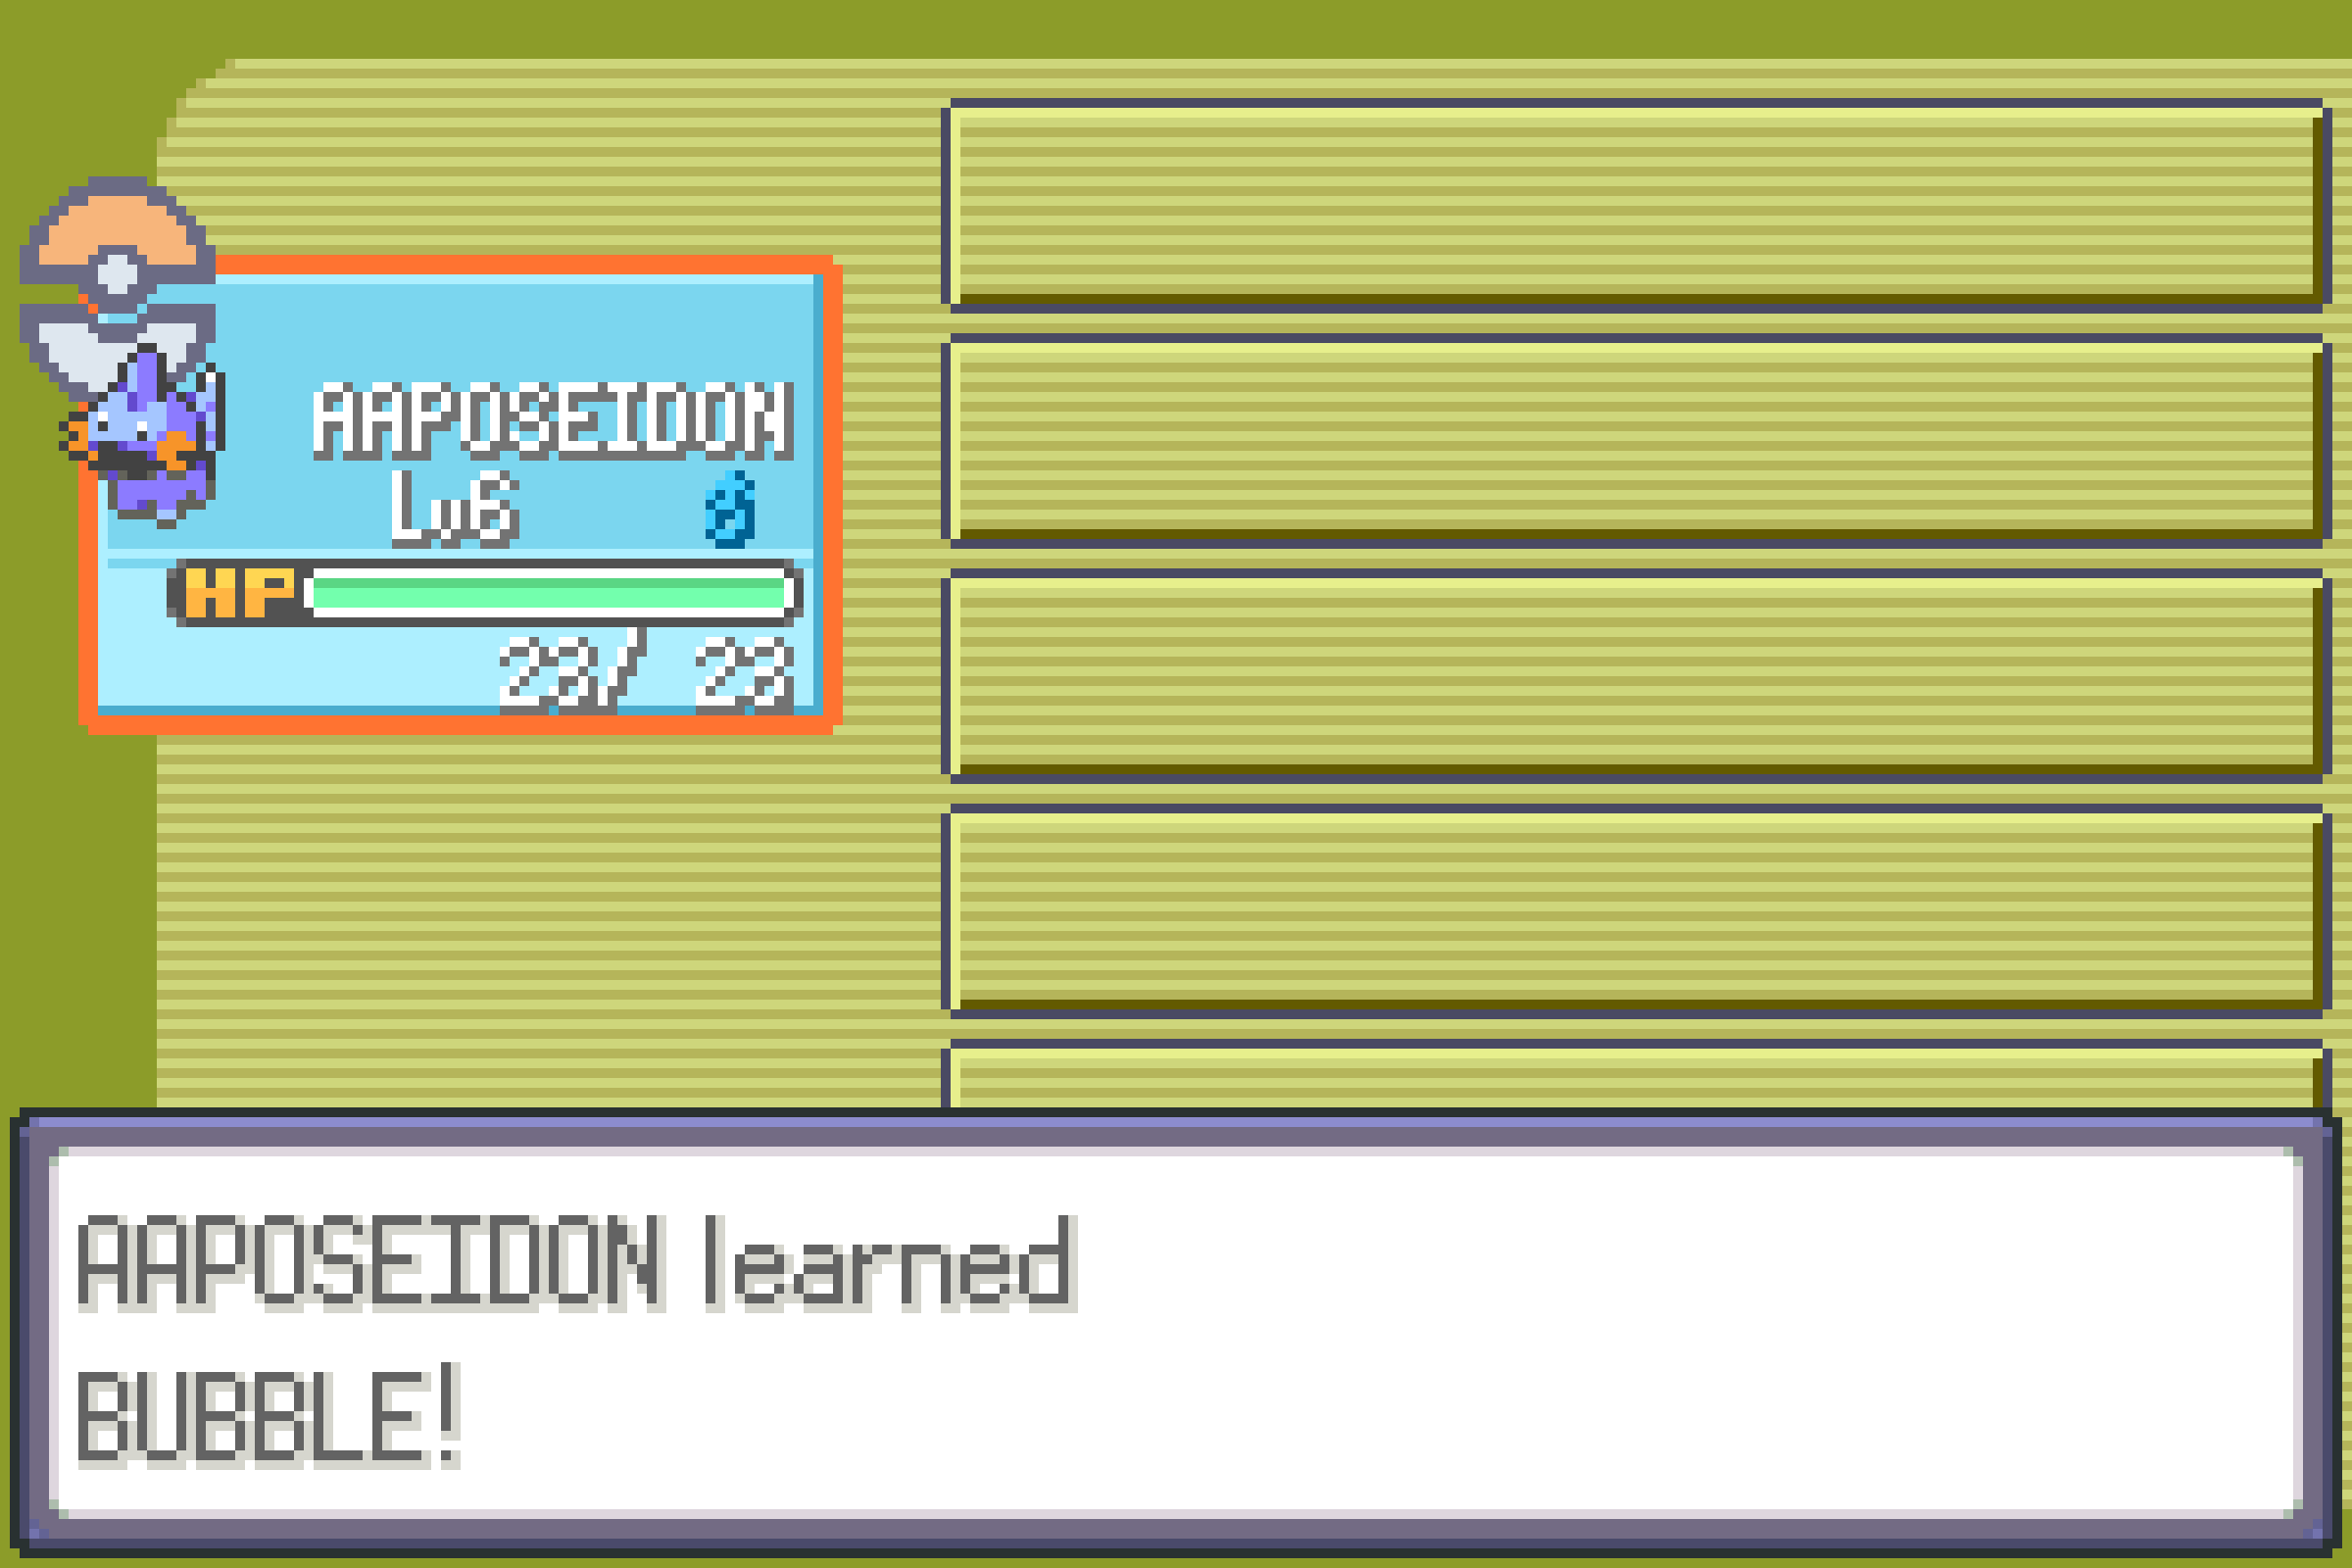 AAPOSEIDON
Lv6 ♂
HP
23/ 23
AAPOSEIDON learned
BUBBLE!